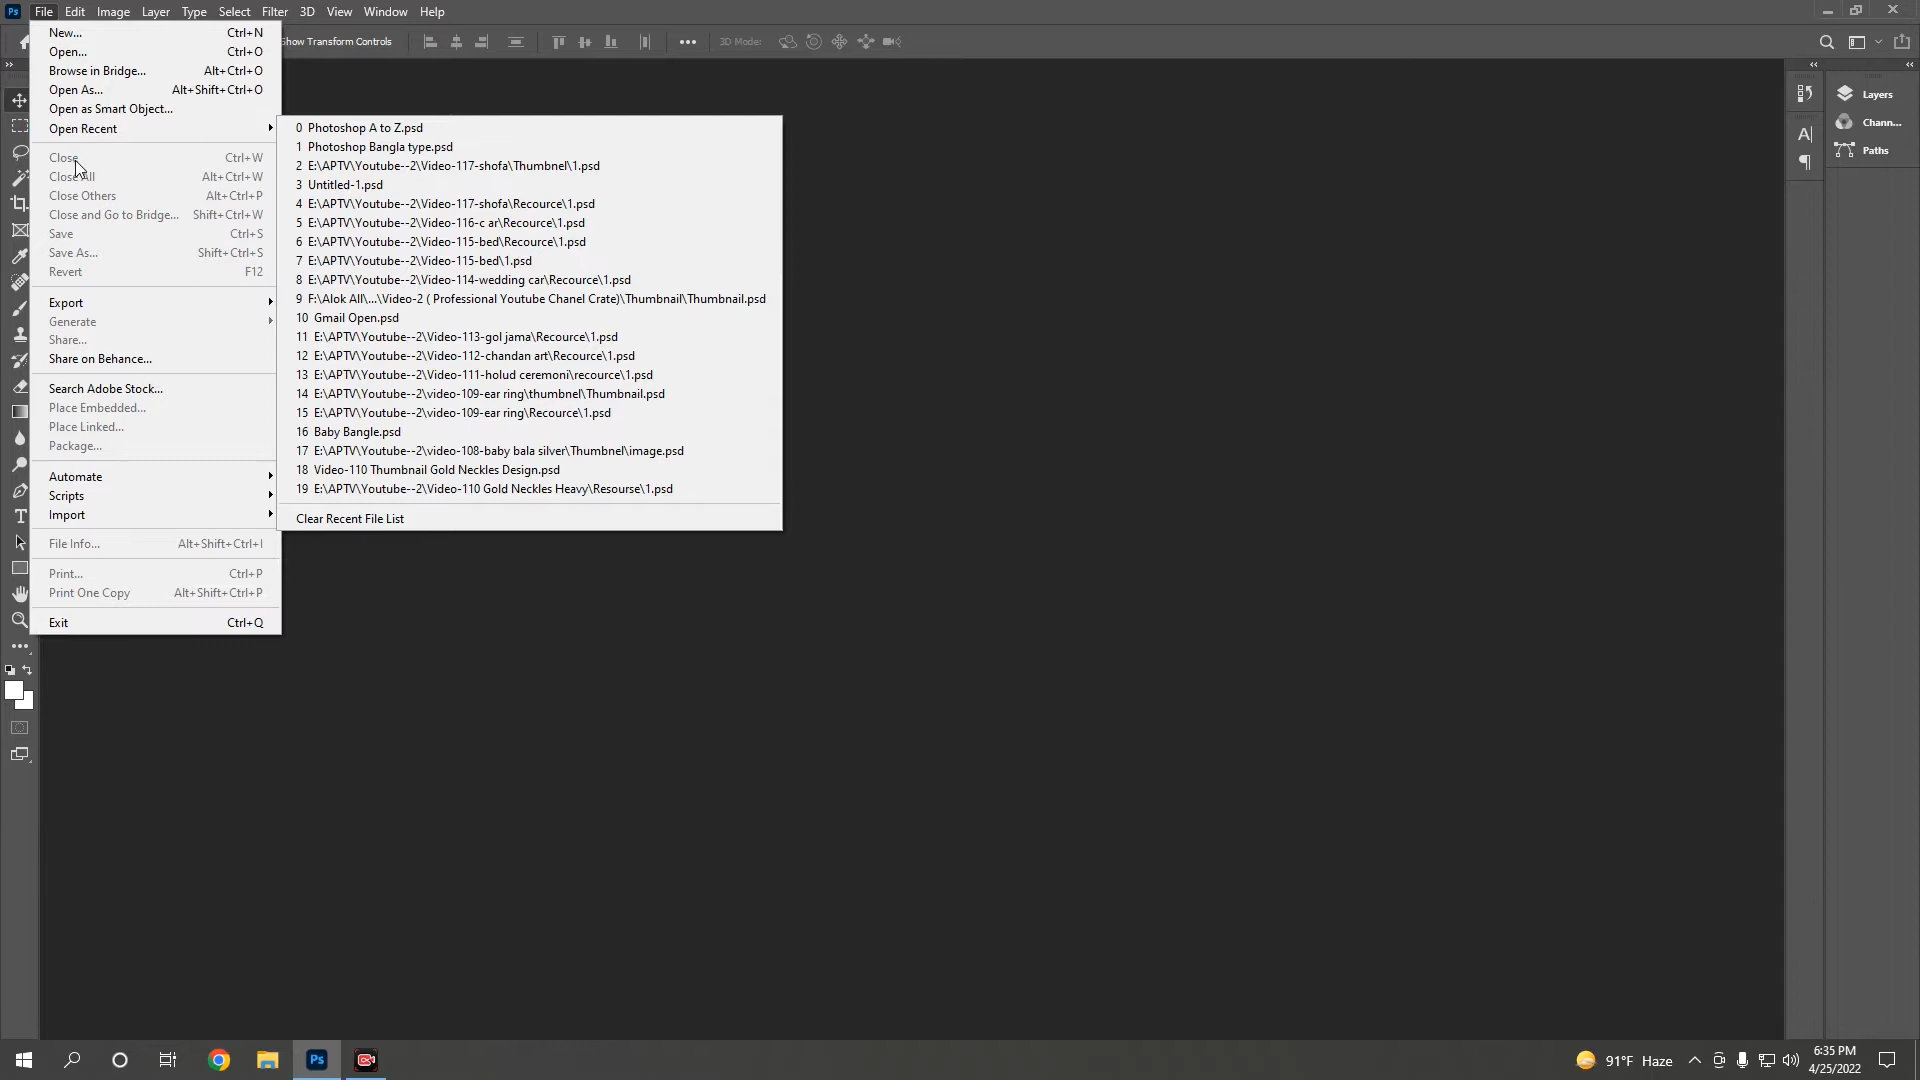 Ps File Edit Image Layer Type Select Filter 3D View Window Help
Show Transform Controls 3D Mode:
New... Ctrl+N
Open... Ctrl+O
Browse in Bridge... Alt+Ctrl+O
Open As... Alt+Shift+Ctrl+O
Open as Smart Object...
Open Recent
Close Ctrl+W
Close All Alt+Ctrl+W
Close Others Alt+Ctrl+P
Close and Go to Bridge... Shift+Ctrl+W
Save Ctrl+S
Save As... Shift+Ctrl+S
Revert F12
Export
Generate
Share...
Share on Behance...
Search Adobe Stock...
Place Embedded...
Place Linked...
Package...
Automate
Scripts
Import
File Info... Alt+Shift+Ctrl+I
Print... Ctrl+P
Print One Copy Alt+Shift+Ctrl+P
Exit Ctrl+Q
0 Photoshop A to Z.psd
1 Photoshop Bangla type.psd
2 E:\APTV\Youtube--2\Video-117-shofa\Thumbnel\1.psd
3 Untitled-1.psd
4 E:\APTV\Youtube--2\Video-117-shofa\Recource\1.psd
5 E:\APTV\Youtube--2\Video-116-c ar\Recource\1.psd
6 E:\APTV\Youtube--2\Video-115-bed\Recource\1.psd
7 E:\APTV\Youtube--2\Video-115-bed\1.psd
8 E:\APTV\Youtube--2\Video-114-wedding car\Recource\1.psd
9 F:\Alok All\...\Video-2 ( Professional Youtube Chanel Crate)\Thumbnail\Thumbnail.psd
10 Gmail Open.psd
11 E:\APTV\Youtube--2\Video-113-gol jama\Recource\1.psd
12 E:\APTV\Youtube--2\Video-112-chandan art\Recource\1.psd
13 E:\APTV\Youtube--2\Video-111-holud ceremoni\recource\1.psd
14 E:\APTV\Youtube--2\video-109-ear ring\thumbnel\Thumbnail.psd
15 E:\APTV\Youtube--2\video-109-ear ring\Recource\1.psd
16 Baby Bangle.psd
17 E:\APTV\Youtube--2\video-108-baby bala silver\Thumbnel\image.psd
18 Video-110 Thumbnail Gold Neckles Design.psd
19 E:\APTV\Youtube--2\Video-110 Gold Neckles Heavy\Resourse\1.psd
Clear Recent File List
Layers
Chann...
Paths
Ps
91°F Haze
6:35 PM
4/25/2022